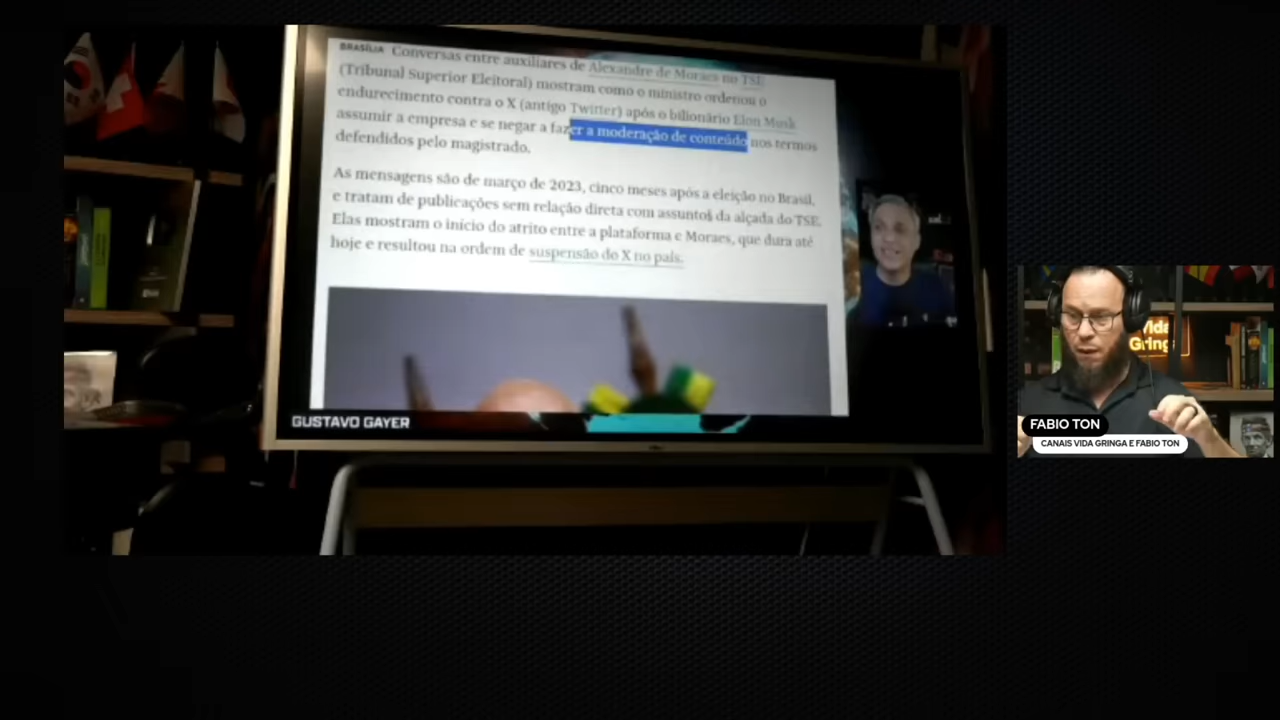 BRASÍLIA Conversas entre auxiliares de Alexandre de Moraes no TSE
(Tribunal Superior Eleitoral) mostram como o ministro ordenou o
endurecimento contra o X (antigo Twitter) após o bilionário Elon Musk
assumir a empresa e se negar a fazer a moderação de conteúdo nos termos
defendidos pelo magistrado.
As mensagens são de março de 2023, cinco meses após a eleição no Brasil,
e tratam de publicações sem relação direta com assuntos da alçada do TSE.
Elas mostram o início do atrito entre a plataforma e Moraes, que dura até
hoje e resultou na ordem de suspensão do X no país.
GUSTAVO GAYER
Vida
Gringa
FABIO TON
CANAIS VIDA GRINGA E FABIO TON